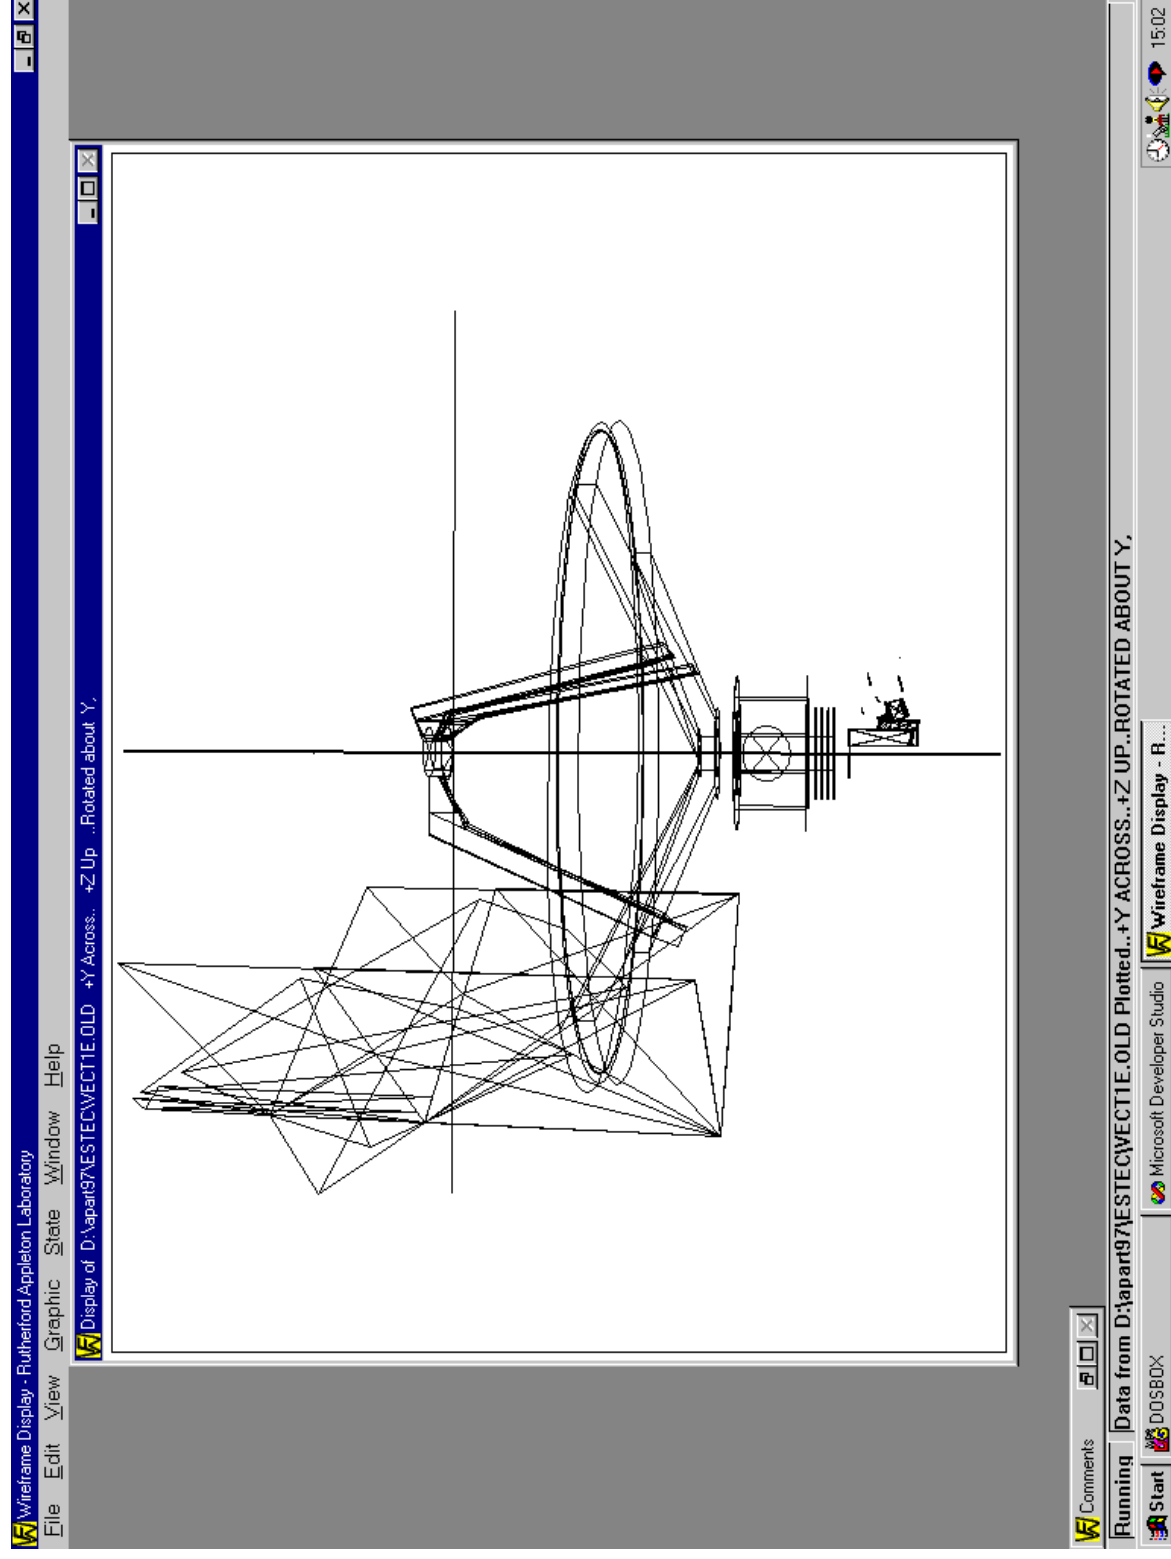 Wireframe Display - Rutherford Appleton Laboratory
File Edit View Graphic State Window Help
Display of D:\apart97\ESTEC\VECT1E.OLD +Y Across.. +Z Up ..Rotated about Y,
Comments
Running Data from D:\apart97\ESTEC\VECT1E.OLD Plotted..+Y ACROSS..+Z UP..ROTATED ABOUT Y,
Start DOSBOX Microsoft Developer Studio Wireframe Display - R... 15:02